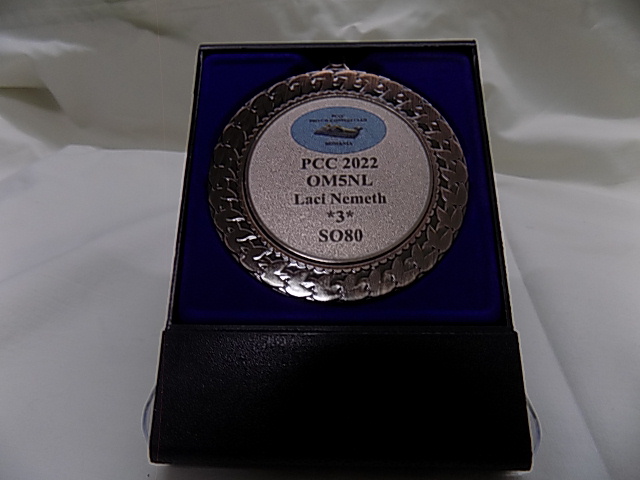 PCC 2022
OM5NL
Laci Nemeth
*3*
SO80